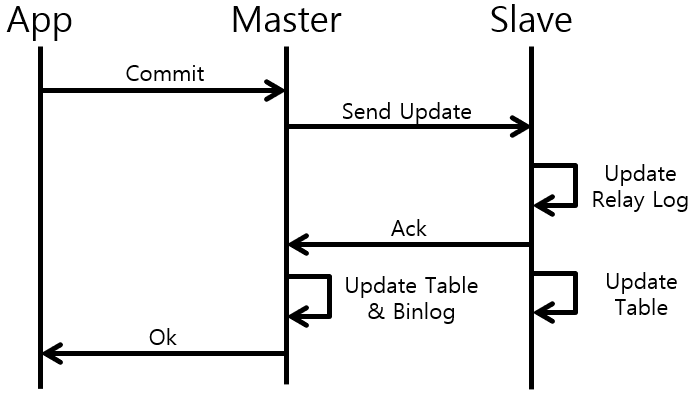 App
Master
Slave
Commit
Send Update
Update
Relay Log
Ack
Update Table
& Binlog
Update
Table
Ok